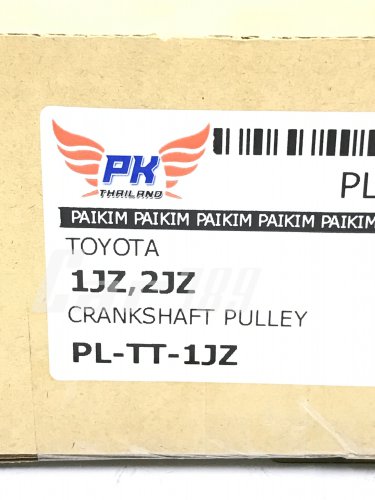 PK
THAILAND
PL
PAIKIM PAIKIM PAIKIM PAIKIM PAIKIM
TOYOTA
1JZ,2JZ
CRANKSHAFT PULLEY
PL-TT-1JZ